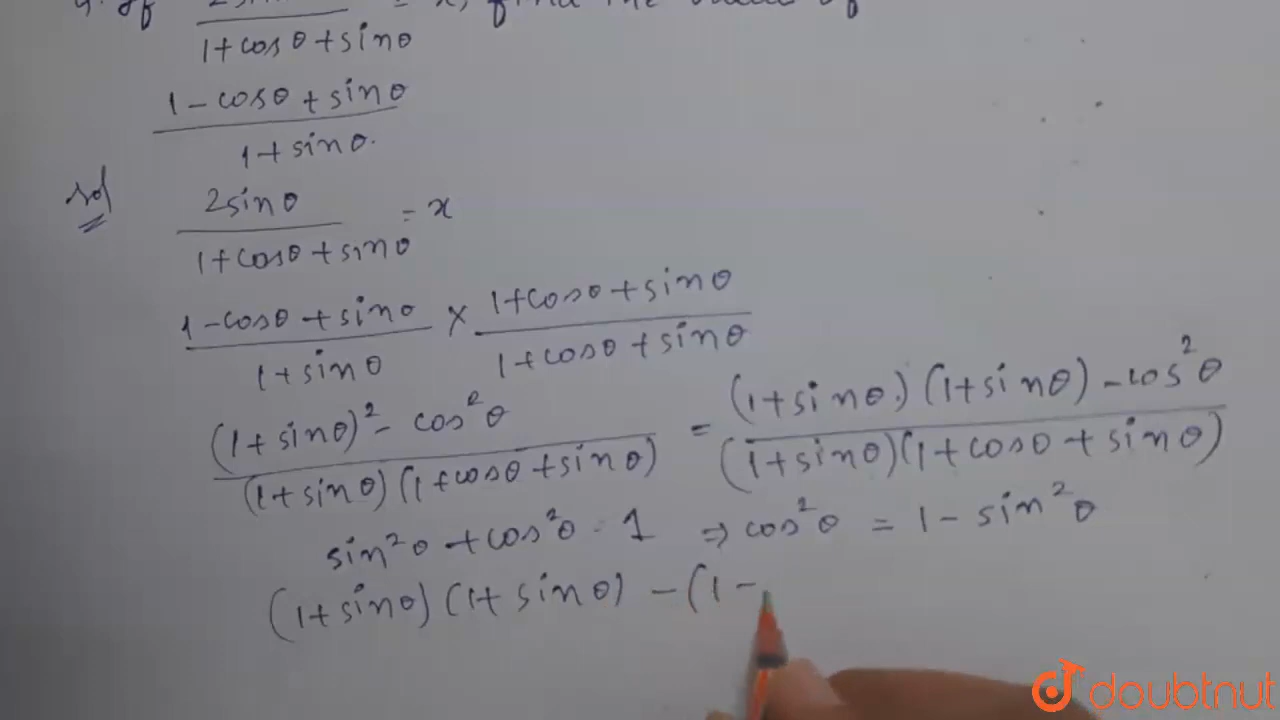 1+cosθ+sinθ
1-cosθ+sinθ
1+sinθ.
sol 2sinθ
= x
1+cosθ+sinθ
1-cosθ+sinθ × 1+cosθ+sinθ
1+sinθ 1+cosθ+sinθ
(1+sinθ)²- cos²θ = (1+sinθ.)(1+sinθ)-cos²θ
(1+sinθ)(1+cosθ+sinθ) (1+sinθ)(1+cosθ+sinθ)
sin²θ+cos²θ = 1 ⇒ cos²θ = 1-sin²θ
(1+sinθ)(1+sinθ) -(1-
doubtnut